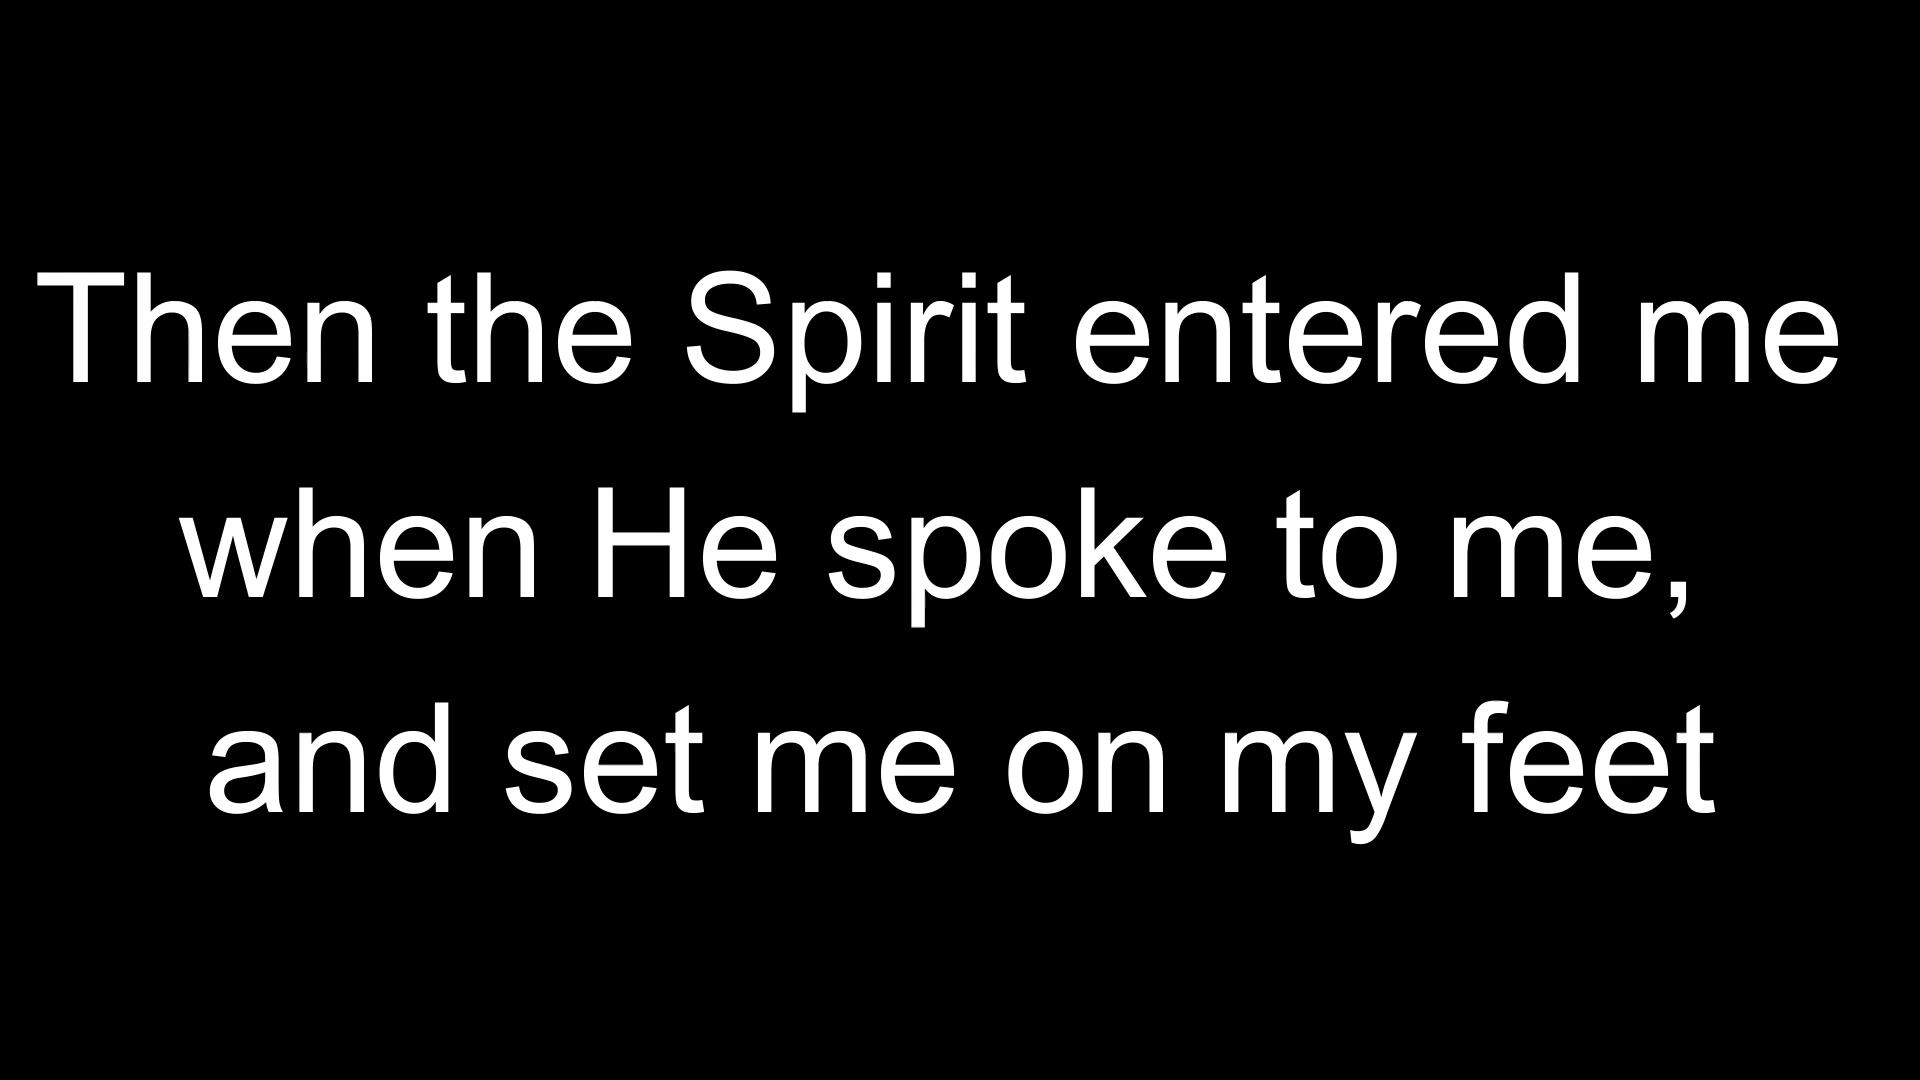 Then the Spirit entered me
when He spoke to me,
and set me on my feet